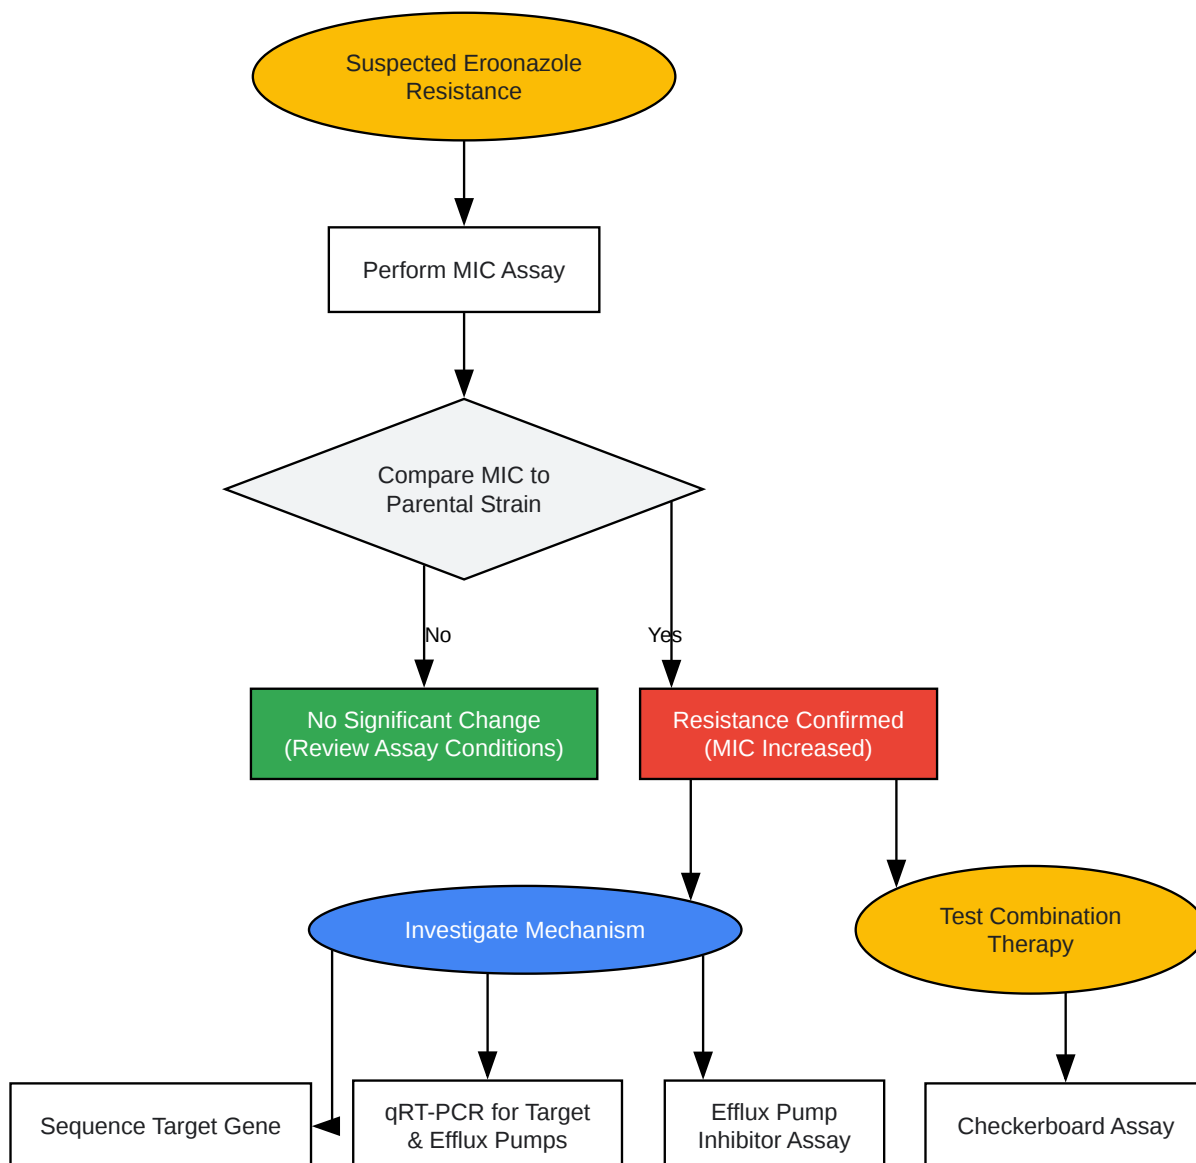 Suspected Eroonazole
Resistance
Perform MIC Assay
Compare MIC to
Parental Strain
No
Yes
No Significant Change
(Review Assay Conditions)
Resistance Confirmed
(MIC Increased)
Investigate Mechanism
Test Combination
Therapy
Sequence Target Gene
qRT-PCR for Target
& Efflux Pumps
Efflux Pump
Inhibitor Assay
Checkerboard Assay